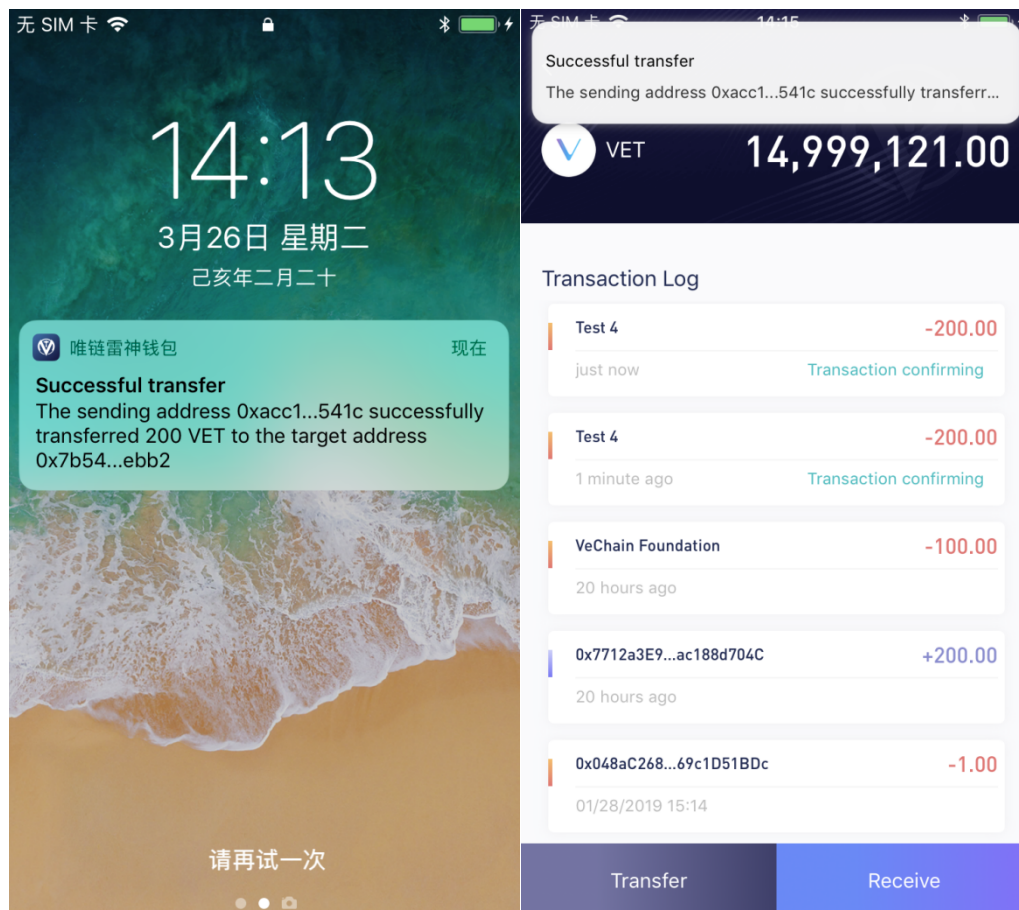 无 SIM 卡
14:13
3月26日 星期二
己亥年二月二十
唯链雷神钱包
现在
Successful transfer
The sending address 0xacc1...541c successfully
transferred 200 VET to the target address
0x7b54...ebb2
请再试一次
无 SIM 卡
14:15
Successful transfer
The sending address 0xacc1...541c successfully transferr...
VET
14,999,121.00
Transaction Log
Test 4
-200.00
just now
Transaction confirming
Test 4
-200.00
1 minute ago
Transaction confirming
VeChain Foundation
-100.00
20 hours ago
0x7712a3E9...ac188d704C
+200.00
20 hours ago
0x048aC268...69c1D51BDc
-1.00
01/28/2019 15:14
Transfer
Receive